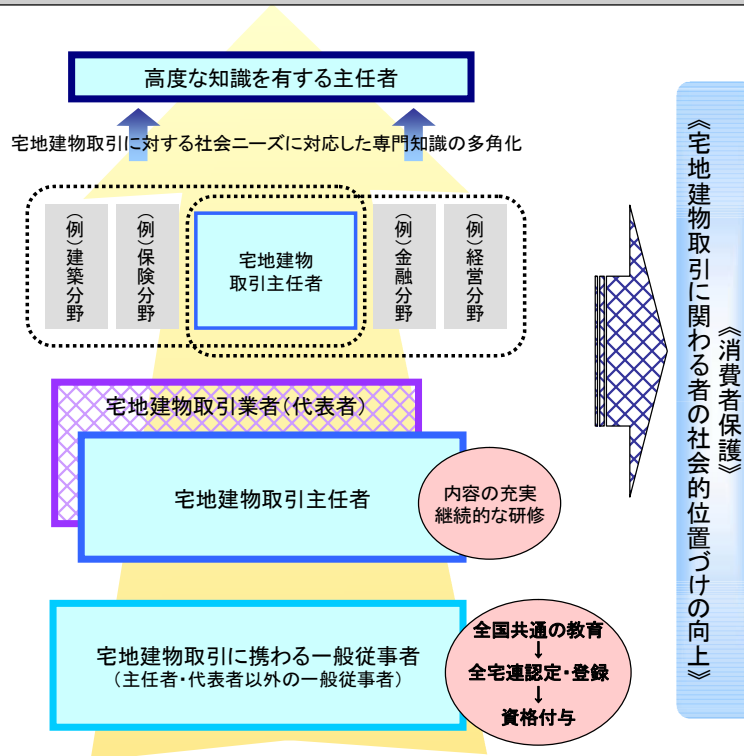 高度な知識を有する主任者
宅地建物取引に対する社会ニーズに対応した専門知識の多角化
（例）建築分野
（例）保険分野
宅地建物
取引主任者
（例）金融分野
（例）経営分野
宅地建物取引業者（代表者）
宅地建物取引主任者
内容の充実
継続的な研修
宅地建物取引に携わる一般従事者
（主任者・代表者以外の一般従事者）
全国共通の教育
↓
全宅連認定・登録
↓
資格付与
《消費者保護》
《宅地建物取引に関わる者の社会的位置づけの向上》